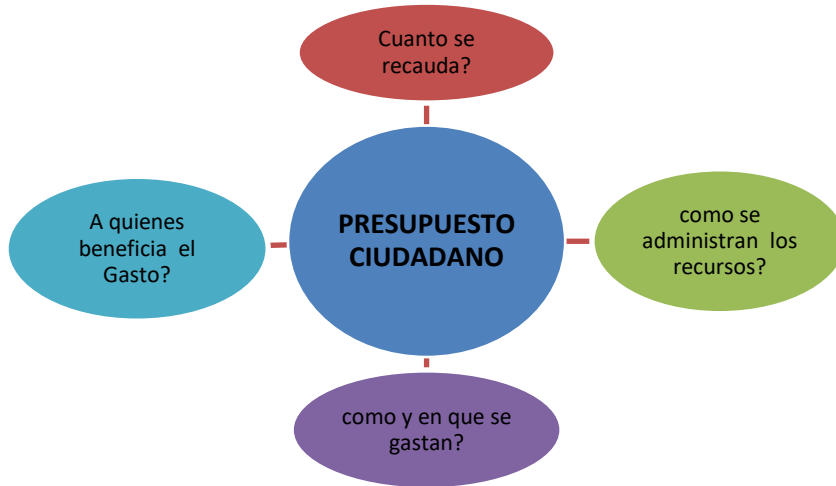 Cuanto se
recauda?
A quienes
beneficia el
Gasto?
PRESUPUESTO
CIUDADANO
como se
administran los
recursos?
como y en que se
gastan?